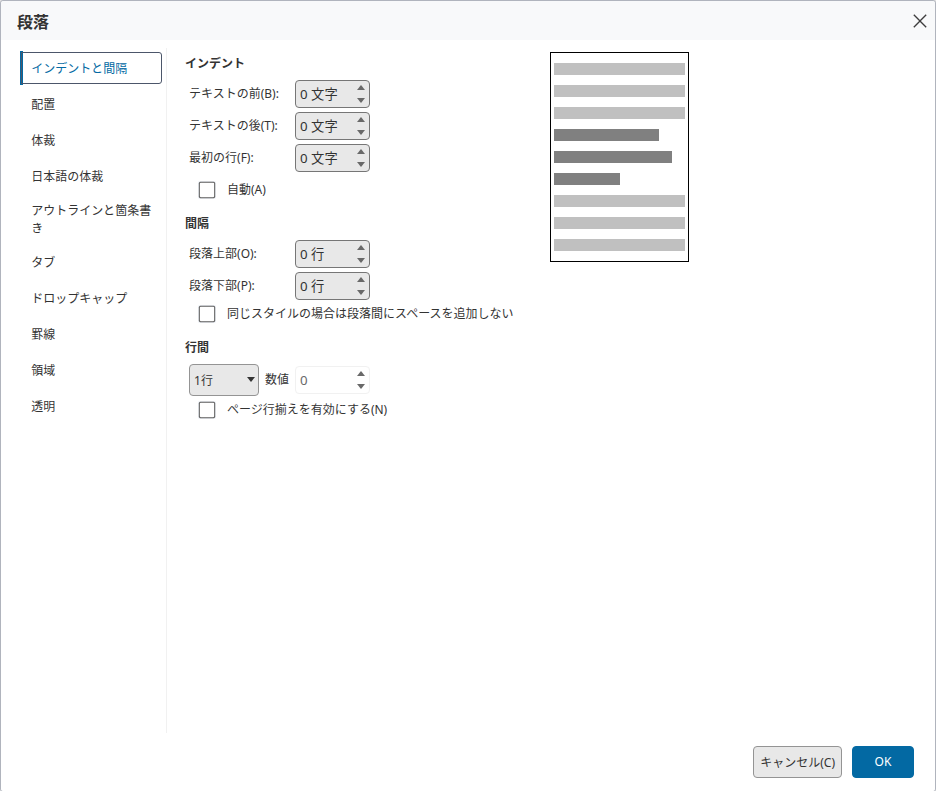 段落
インデントと間隔
配置
体裁
日本語の体裁
アウトラインと箇条書
き
タブ
ドロップキャップ
罫線
領域
透明
インデント
テキストの前(B): 0 文字
テキストの後(T): 0 文字
最初の行(F): 0 文字
自動(A)
間隔
段落上部(O): 0 行
段落下部(P): 0 行
同じスタイルの場合は段落間にスペースを追加しない
行間
1行 数値 0
ページ行揃えを有効にする(N)
キャンセル(C) OK